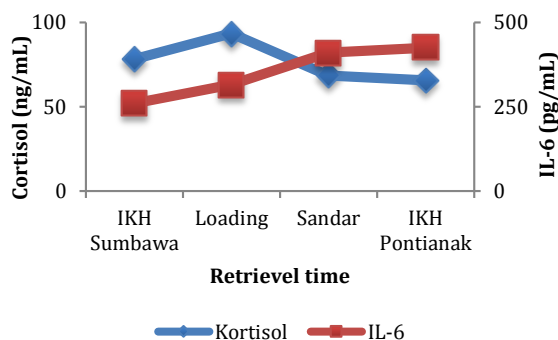 100
50
0
Cortisol (ng/mL)
500
250
0
IL-6 (pg/mL)
IKH
Sumbawa
Loading
Sandar
IKH
Pontianak
Retrievel time
Kortisol
IL-6